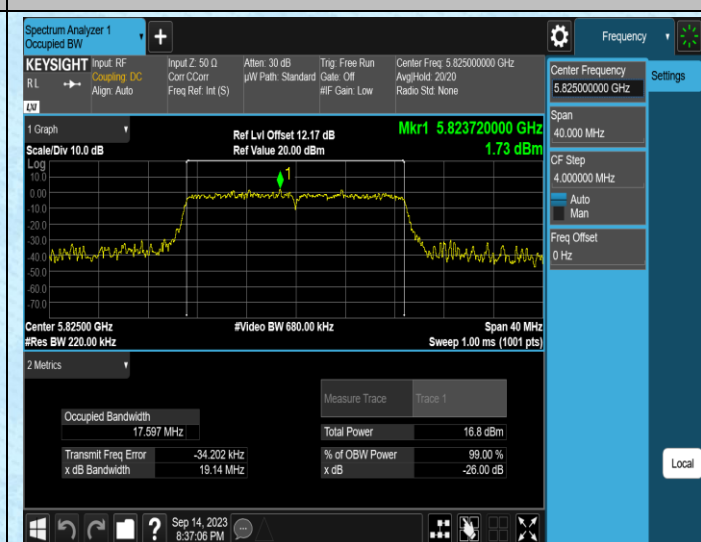 Spectrum Analyzer 1
Occupied BW
Frequency
KEYSIGHT
RL
LXI
Input: RF
Coupling: DC
Align: Auto
Input Z: 50 Ω
Corr CCorr
Freq Ref: Int (S)
Atten: 30 dB
µW Path: Standard
Trig: Free Run
Gate: Off
#IF Gain: Low
Center Freq: 5.825000000 GHz
Avg|Hold: 20/20
Radio Std: None
Center Frequency
5.825000000 GHz
Settings
Span
40.000 MHz
CF Step
4.000000 MHz
Auto
Man
Freq Offset
0 Hz
Local
1 Graph
Scale/Div 10.0 dB
Ref Lvl Offset 12.17 dB
Ref Value 20.00 dBm
Mkr1 5.823720000 GHz
1.73 dBm
Log
10.0
0.00
-10.0
-20.0
-30.0
-40.0
-50.0
-60.0
-70.0
1
Center 5.82500 GHz
#Res BW 220.00 kHz
#Video BW 680.00 kHz
Span 40 MHz
Sweep 1.00 ms (1001 pts)
2 Metrics
Measure Trace
Trace 1
Occupied Bandwidth
17.597 MHz
Total Power
16.8 dBm
Transmit Freq Error
-34.202 kHz
% of OBW Power
99.00 %
x dB Bandwidth
19.14 MHz
x dB
-26.00 dB
Sep 14, 2023
8:37:06 PM